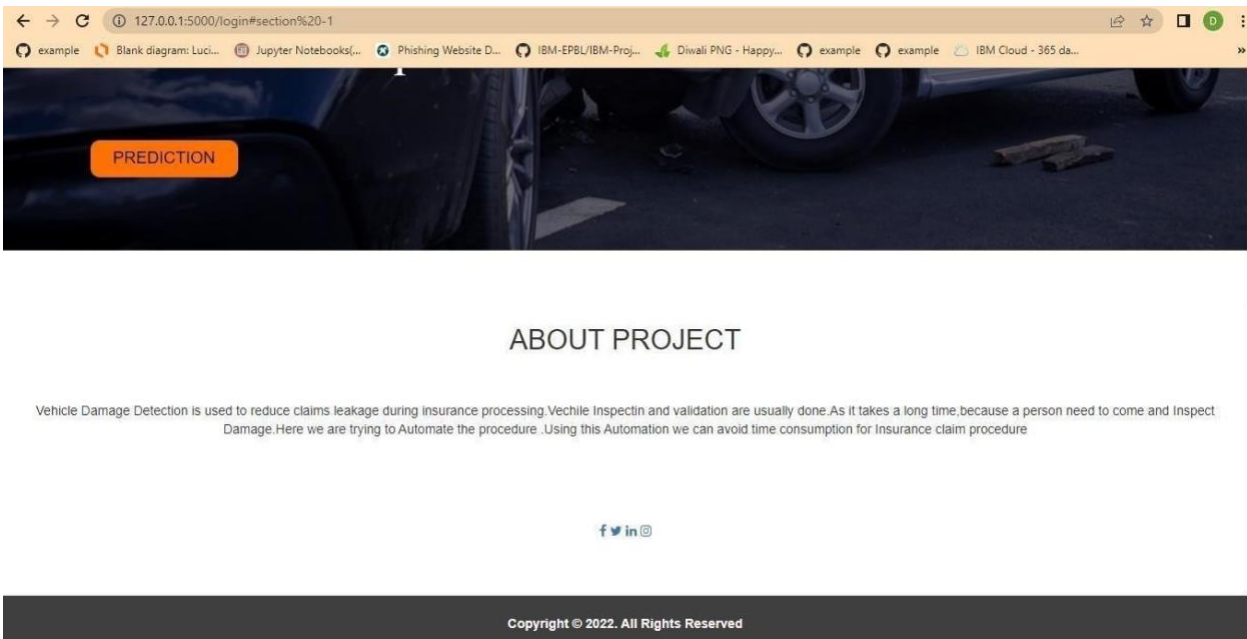 127.0.0.1:5000/login#section%20-1
D
example Blank diagram: Luci... Jupyter Notebooks(... Phishing Website D... IBM-EPBL/IBM-Proj... Diwali PNG - Happy... example example IBM Cloud - 365 da... »
PREDICTION
ABOUT PROJECT
Vehicle Damage Detection is used to reduce claims leakage during insurance processing.Vechile Inspectin and validation are usually done.As it takes a long time,because a person need to come and Inspect
Damage.Here we are trying to Automate the procedure .Using this Automation we can avoid time consumption for Insurance claim procedure
f in
Copyright © 2022. All Rights Reserved